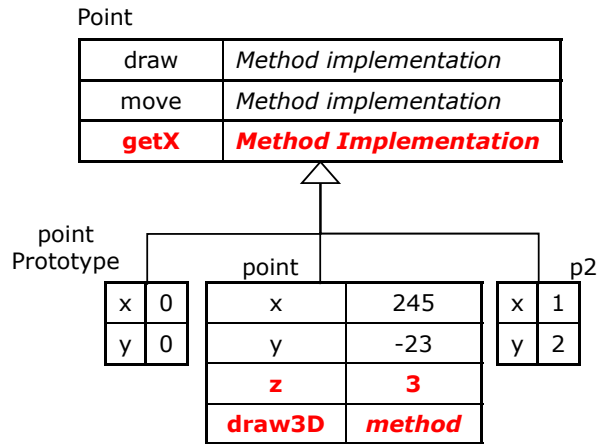 Point
draw Method implementation
move Method implementation
getX Method Implementation
point
Prototype
point
p2
x 0
y 0
x 245
y -23
z 3
draw3D method
x 1
y 2